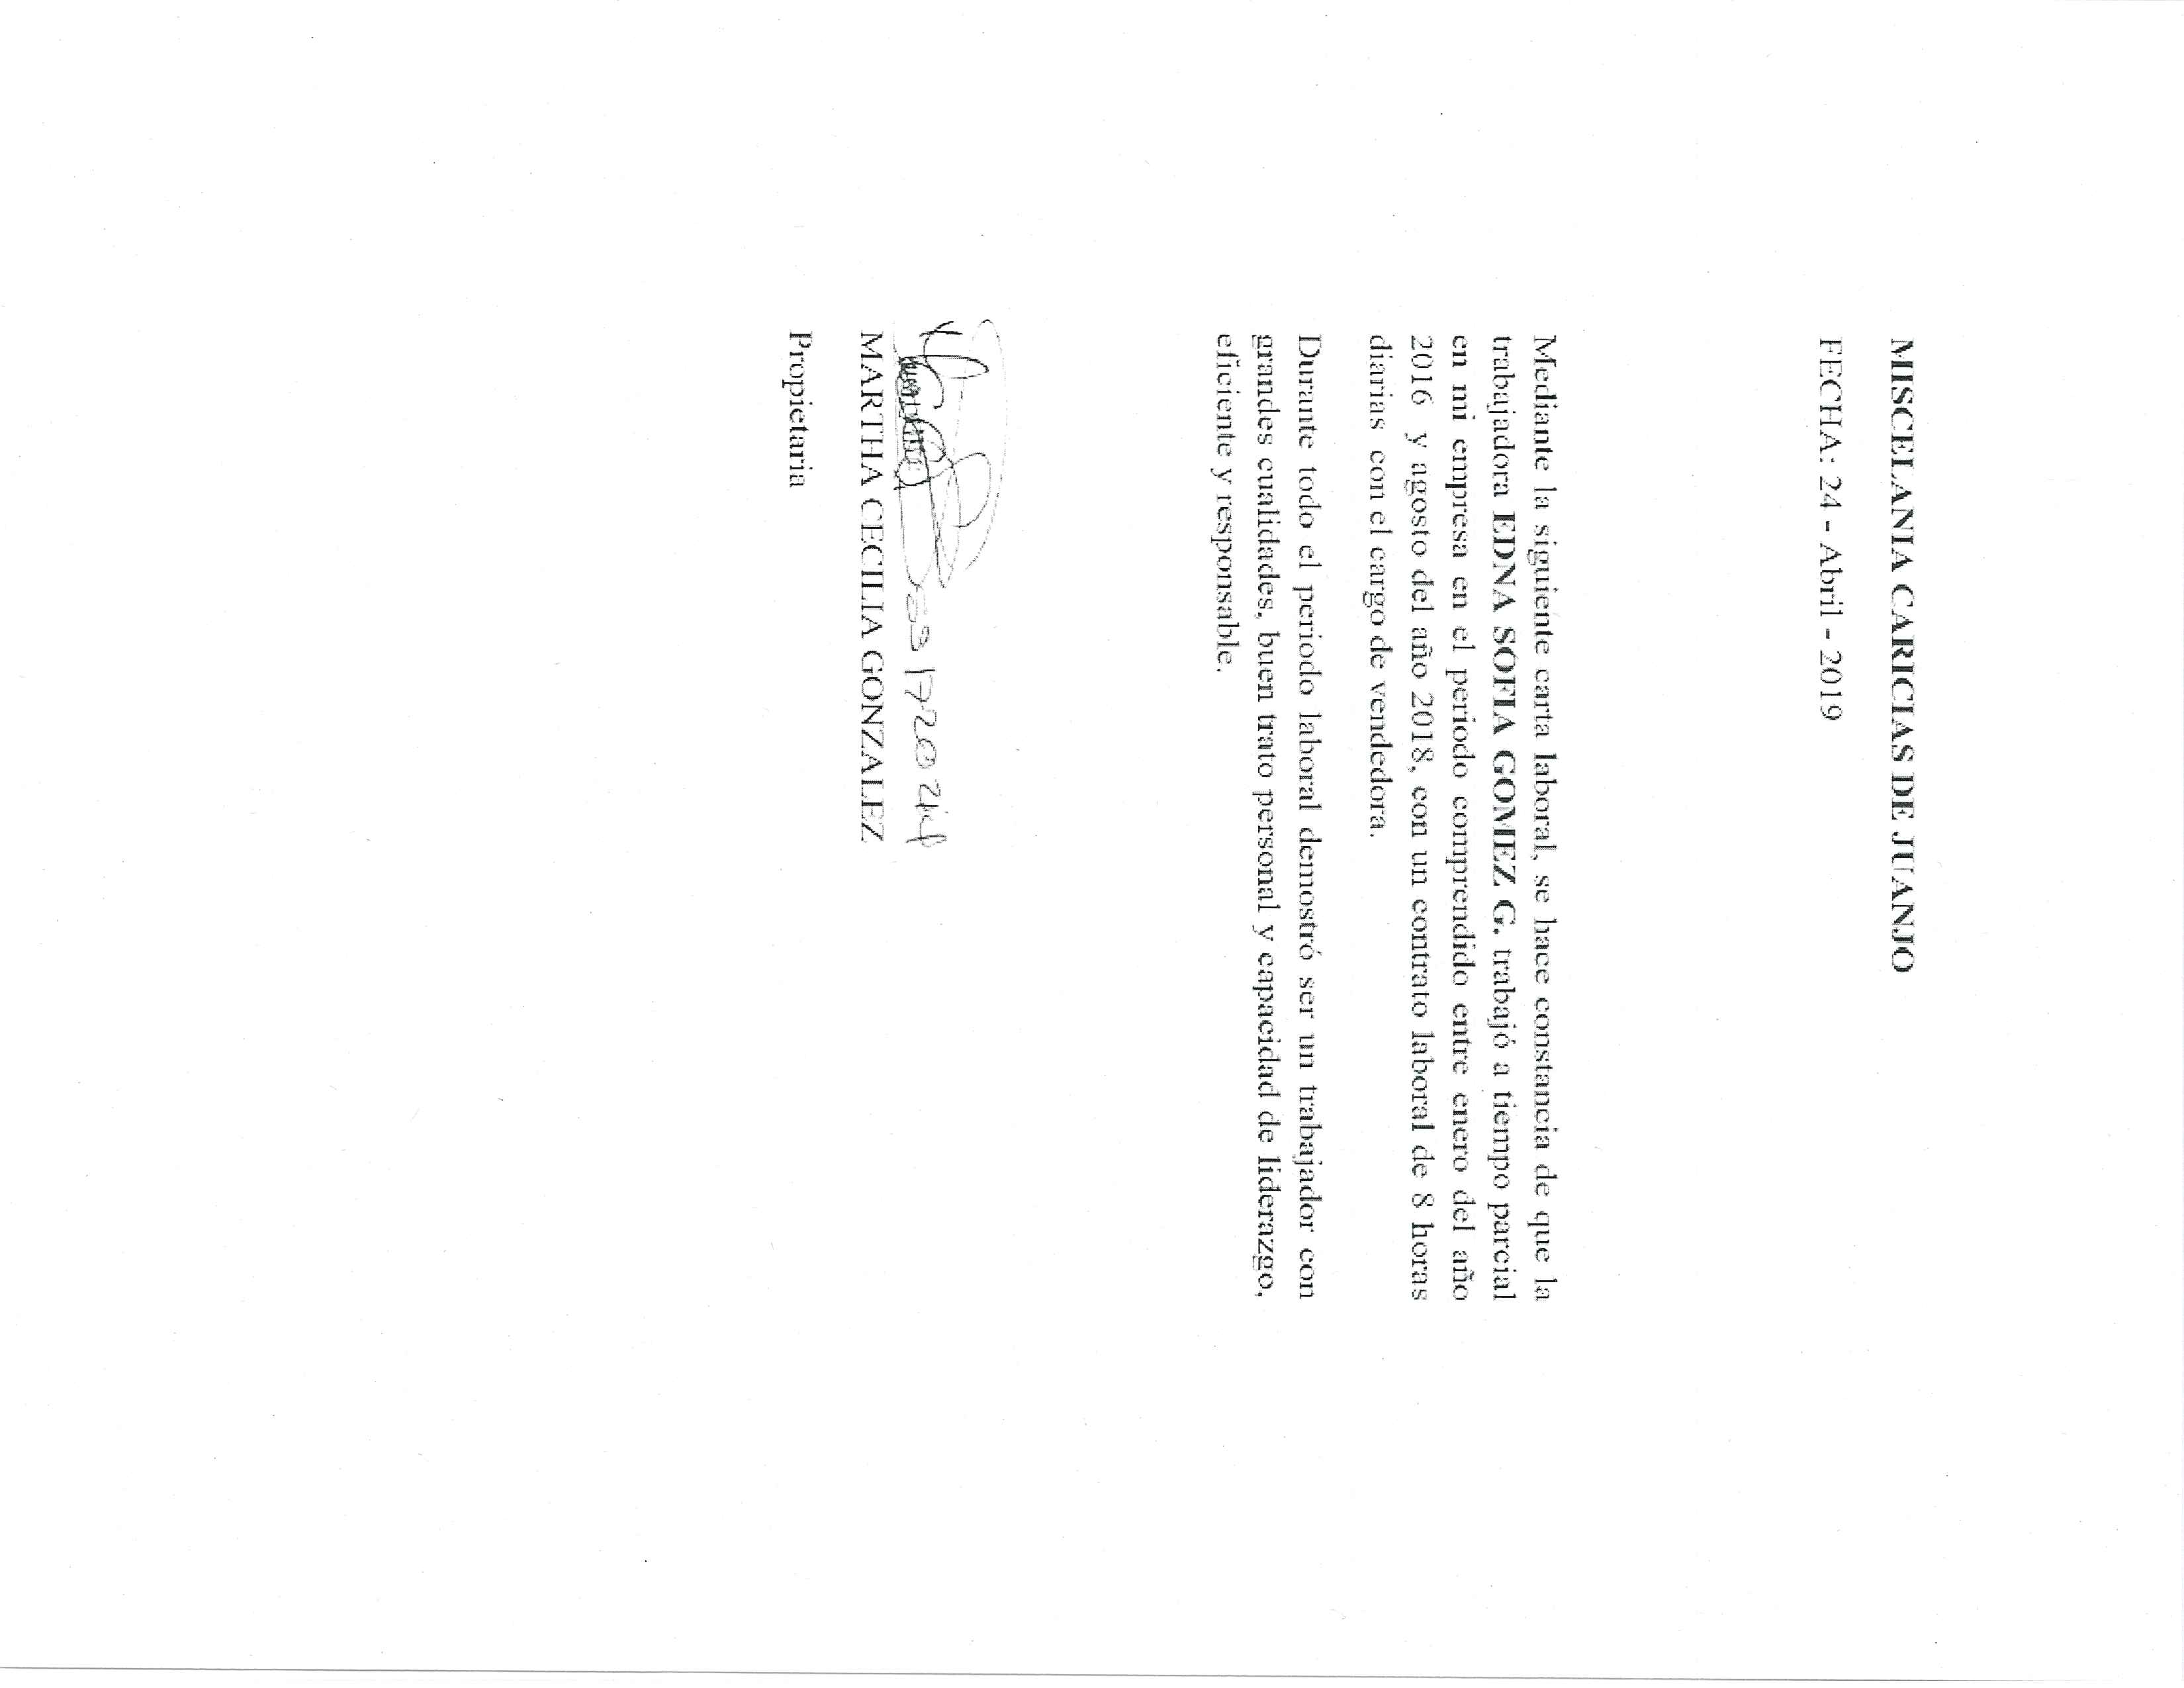 MISCELANIA CARICIAS DE JUANJO
FECHA: 24 - Abril - 2019
Mediante la siguiente carta laboral, se hace constancia de que la
trabajadora EDNA SOFIA GOMEZ G. trabajó a tiempo parcial
en mi empresa en el periodo comprendido entre enero del año
2016 y agosto del año 2018, con un contrato laboral de 8 horas
diarias con el cargo de vendedora.
Durante todo el periodo laboral demostró ser un trabajador con
grandes cualidades, buen trato personal y capacidad de liderazgo,
eficiente y responsable.
MARTHA CECILIA GONZALEZ
Propietaria